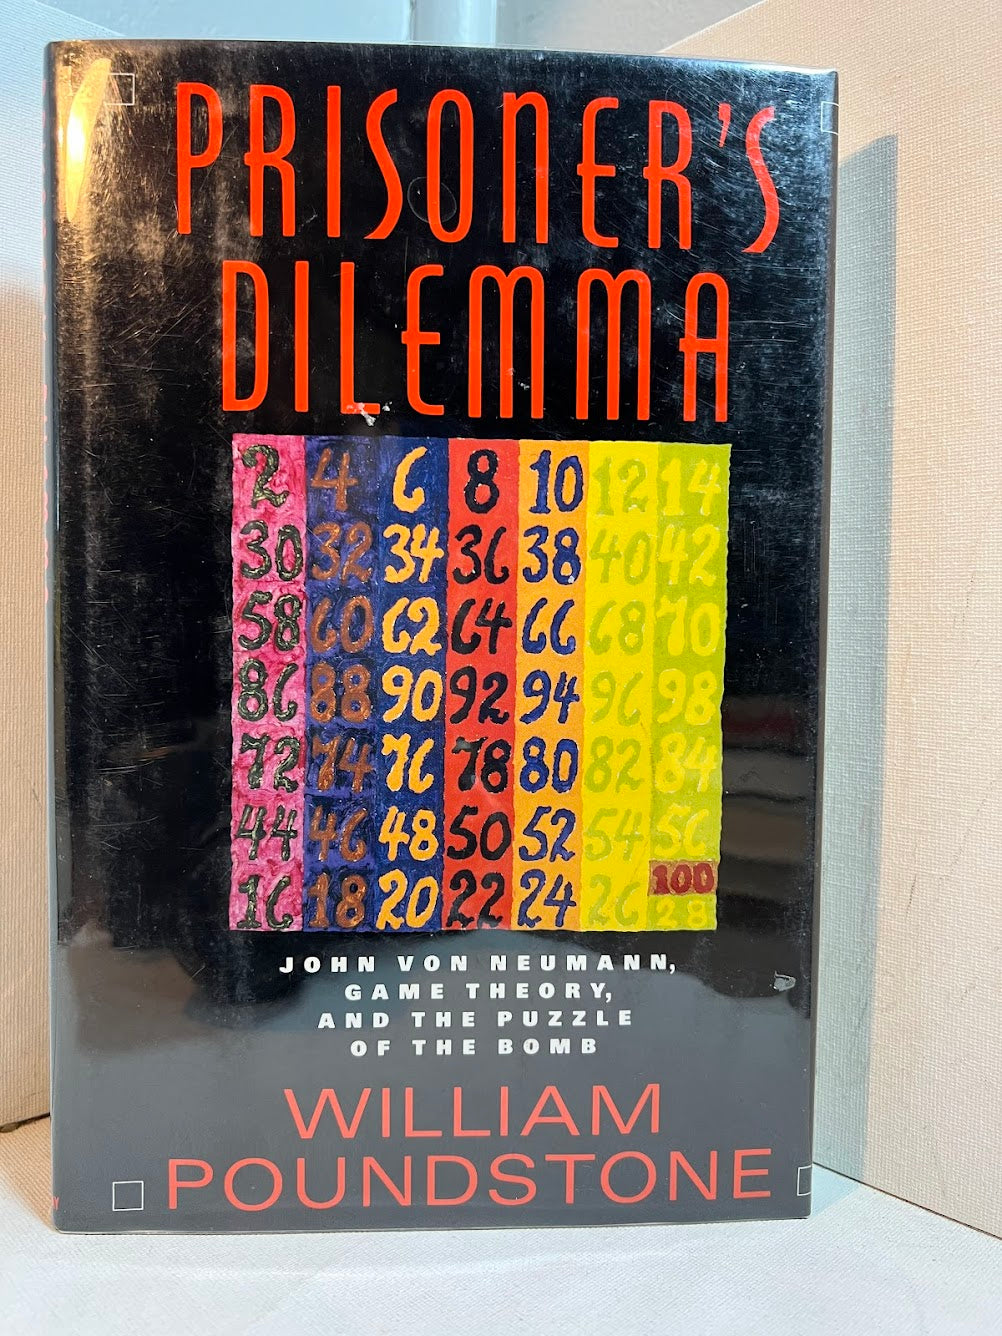 PRISONER'S
DILEMMA
2 4 6 8 10 12 14
30 32 34 36 38 40 42
58 60 62 64 66 68 70
86 88 90 92 94 96 98
72 74 76 78 80 82 84
44 46 48 50 52 54 56
100
16 18 20 22 24 26 28
JOHN VON NEUMANN,
GAME THEORY,
AND THE PUZZLE
OF THE BOMB
WILLIAM
POUNDSTONE